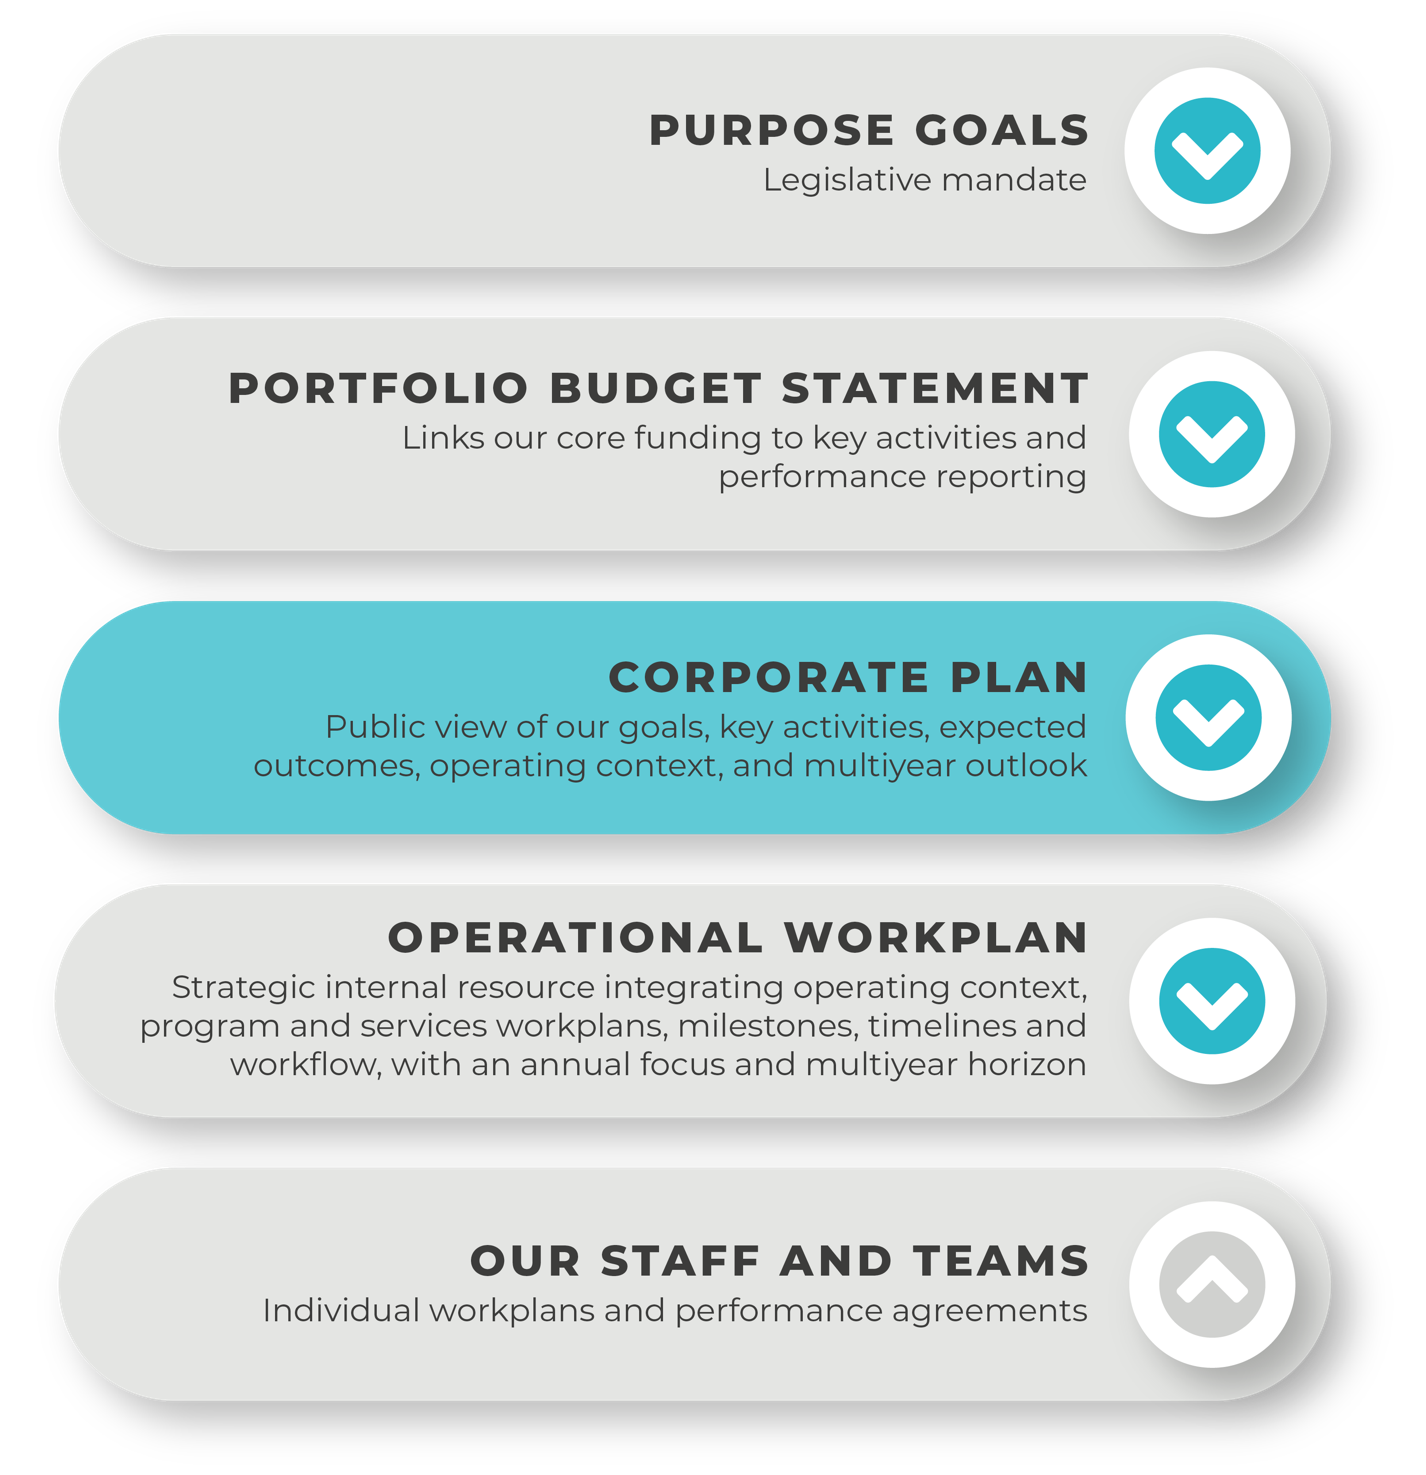 PURPOSE GOALS
Legislative mandate
PORTFOLIO BUDGET STATEMENT
Links our core funding to key activities and
performance reporting
CORPORATE PLAN
Public view of our goals, key activities, expected
outcomes, operating context, and multiyear outlook
OPERATIONAL WORKPLAN
Strategic internal resource integrating operating context,
program and services workplans, milestones, timelines and
workflow, with an annual focus and multiyear horizon
OUR STAFF AND TEAMS
Individual workplans and performance agreements